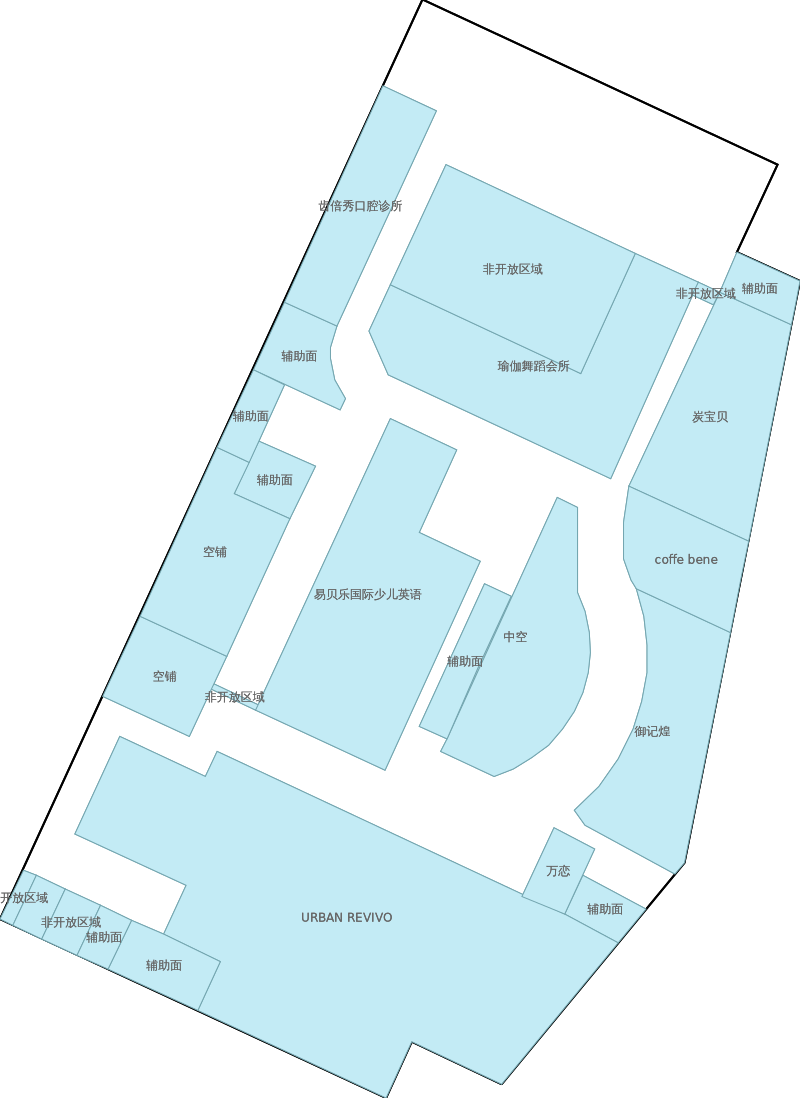 齿倍秀口腔诊所
非开放区域
辅助面
非开放区域
辅助面
瑜伽舞蹈会所
辅助面
炭宝贝
辅助面
空铺
coffe bene
易贝乐国际少儿英语
中空
辅助面
空铺
非开放区域
御记煌
万恋
开放区域
辅助面
URBAN REVIVO
非开放区域
辅助面
辅助面